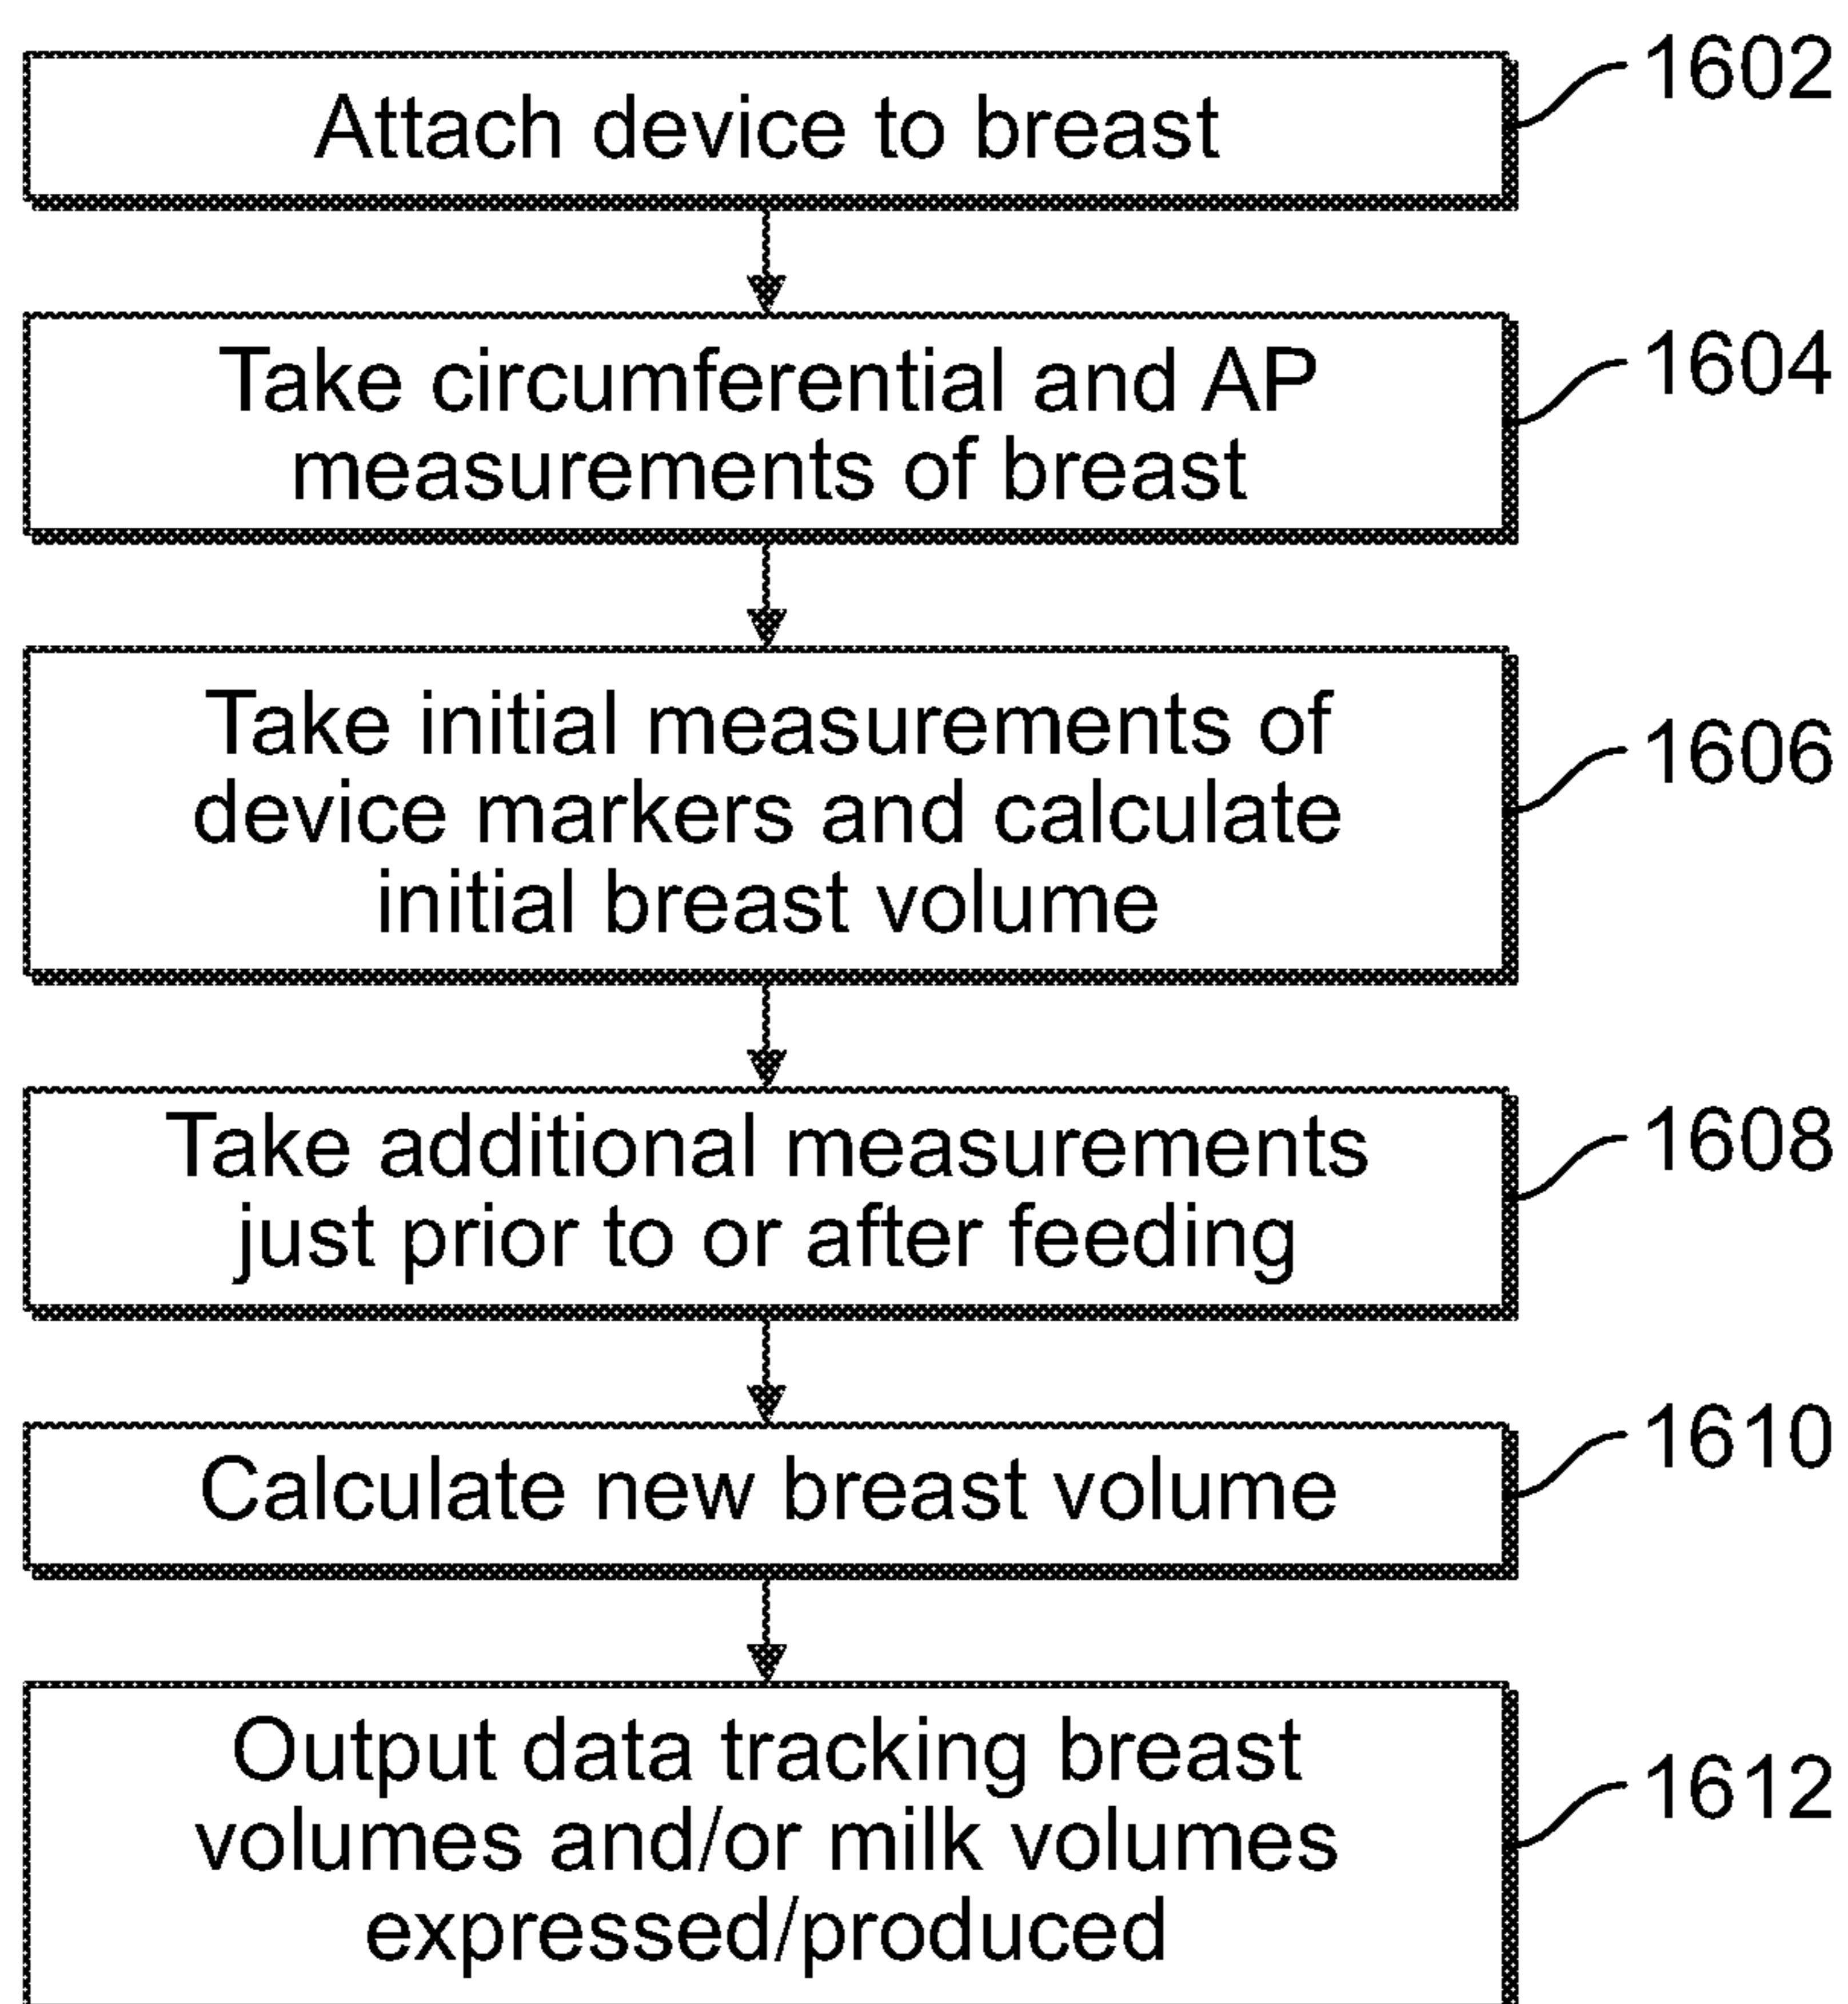 Attach device to breast
1602
Take circumferential and AP
measurements of breast
1604
Take initial measurements of
device markers and calculate
initial breast volume
1606
Take additional measurements
just prior to or after feeding
1608
Calculate new breast volume
1610
Output data tracking breast
volumes and/or milk volumes
expressed/produced
1612